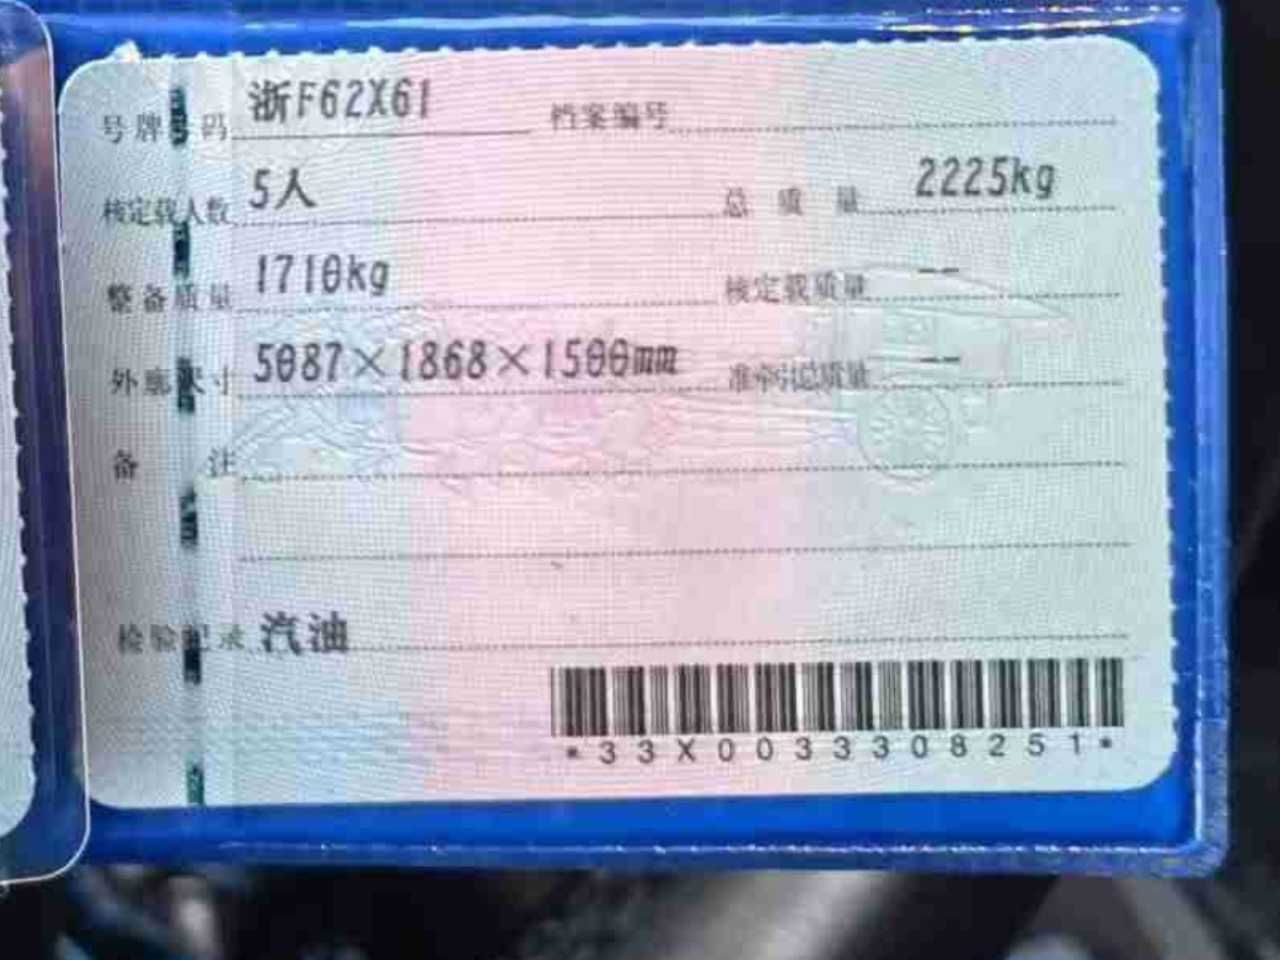 号牌号码 浙F62X61 档案编号
核定载人数 5人 总质量 2225kg
整备质量 1710kg 核定载质量 --
外廓尺寸 5087×1868×1500mm 准牵引总质量 --
备注
检验记录 汽油
*33X0033308251*